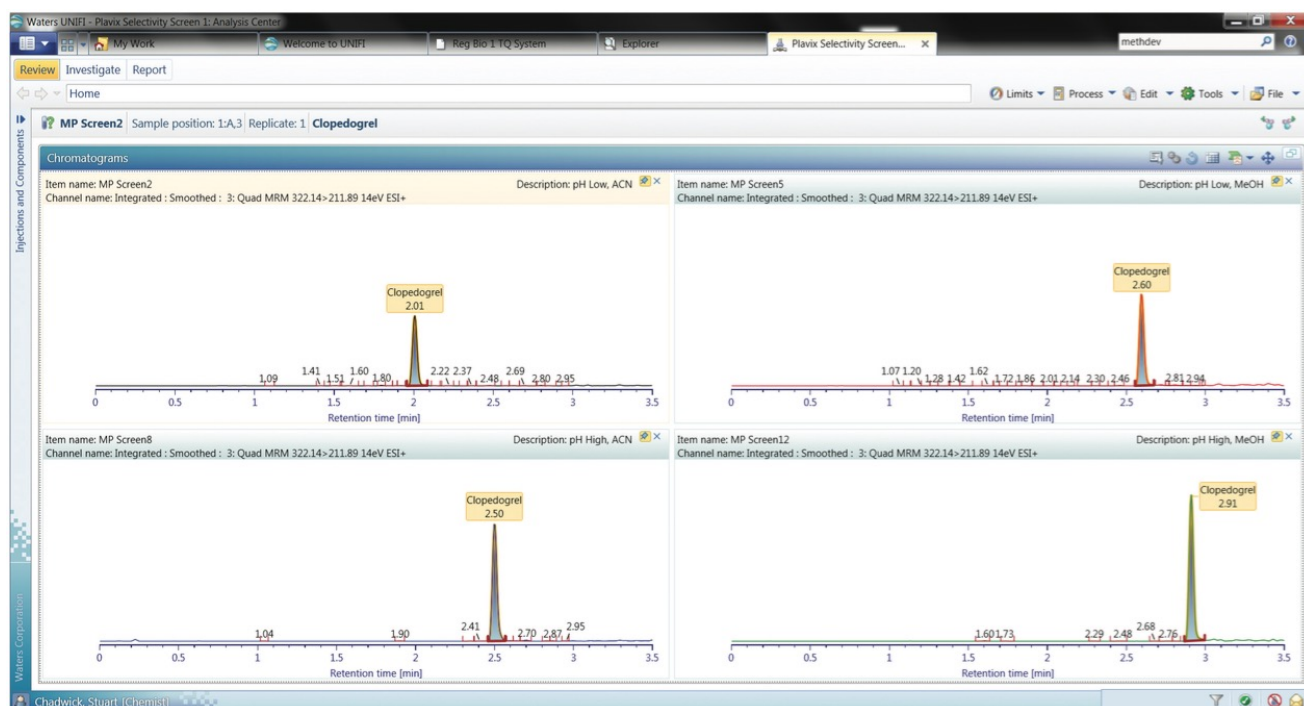 Waters UNIFI - Plavix Selectivity Screen 1: Analysis Center
My Work
Welcome to UNIFI
Reg Bio 1 TQ System
Explorer
Plavix Selectivity Screen...
methdev
Review Investigate Report
Home
Limits Process Edit Tools File
MP Screen2 Sample position: 1:A,3 Replicate: 1 Clopedogrel
Injections and Components
Waters Corporation
Chromatograms
Item name: MP Screen2 Description: pH Low, ACN
Channel name: Integrated : Smoothed : 3: Quad MRM 322.14>211.89 14eV ESI+
Clopedogrel
2.01
1.09 1.41 1.51 1.60 1.80 2.22 2.37 2.48 2.69 2.80 2.95
0 0.5 1 1.5 2 2.5 3 3.5
Retention time [min]
Item name: MP Screen5 Description: pH Low, MeOH
Channel name: Integrated : Smoothed : 3: Quad MRM 322.14>211.89 14eV ESI+
Clopedogrel
2.60
1.07 1.20 1.28 1.42 1.62 1.72 1.86 2.01 2.14 2.30 2.46 2.81 2.94
0 0.5 1 1.5 2 2.5 3 3.5
Retention time [min]
Item name: MP Screen8 Description: pH High, ACN
Channel name: Integrated : Smoothed : 3: Quad MRM 322.14>211.89 14eV ESI+
Clopedogrel
2.50
1.04 1.90 2.41 2.70 2.87 2.95
0 0.5 1 1.5 2 2.5 3 3.5
Retention time [min]
Item name: MP Screen12 Description: pH High, MeOH
Channel name: Integrated : Smoothed : 3: Quad MRM 322.14>211.89 14eV ESI+
Clopedogrel
2.91
1.60 1.73 2.29 2.48 2.68 2.76
0 0.5 1 1.5 2 2.5 3 3.5
Retention time [min]
Chadwick, Stuart (Chemist)